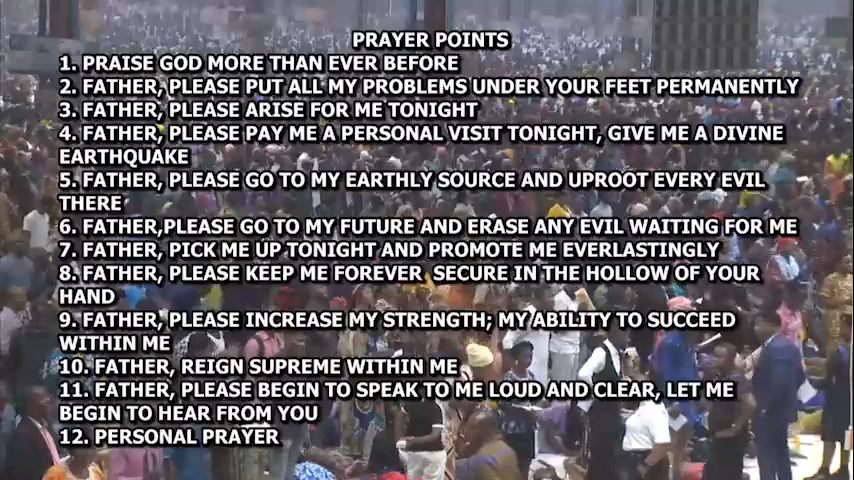 PRAYER POINTS
1. PRAISE GOD MORE THAN EVER BEFORE
2. FATHER, PLEASE PUT ALL MY PROBLEMS UNDER YOUR FEET PERMANENTLY
3. FATHER, PLEASE ARISE FOR ME TONIGHT
4. FATHER, PLEASE PAY ME A PERSONAL VISIT TONIGHT, GIVE ME A DIVINE
EARTHQUAKE
5. FATHER, PLEASE GO TO MY EARTHLY SOURCE AND UPROOT EVERY EVIL
THERE
6. FATHER,PLEASE GO TO MY FUTURE AND ERASE ANY EVIL WAITING FOR ME
7. FATHER, PICK ME UP TONIGHT AND PROMOTE ME EVERLASTINGLY
8. FATHER, PLEASE KEEP ME FOREVER  SECURE IN THE HOLLOW OF YOUR
HAND
9. FATHER, PLEASE INCREASE MY STRENGTH; MY ABILITY TO SUCCEED
WITHIN ME
10. FATHER, REIGN SUPREME WITHIN ME
11. FATHER, PLEASE BEGIN TO SPEAK TO ME LOUD AND CLEAR, LET ME
BEGIN TO HEAR FROM YOU
12. PERSONAL PRAYER